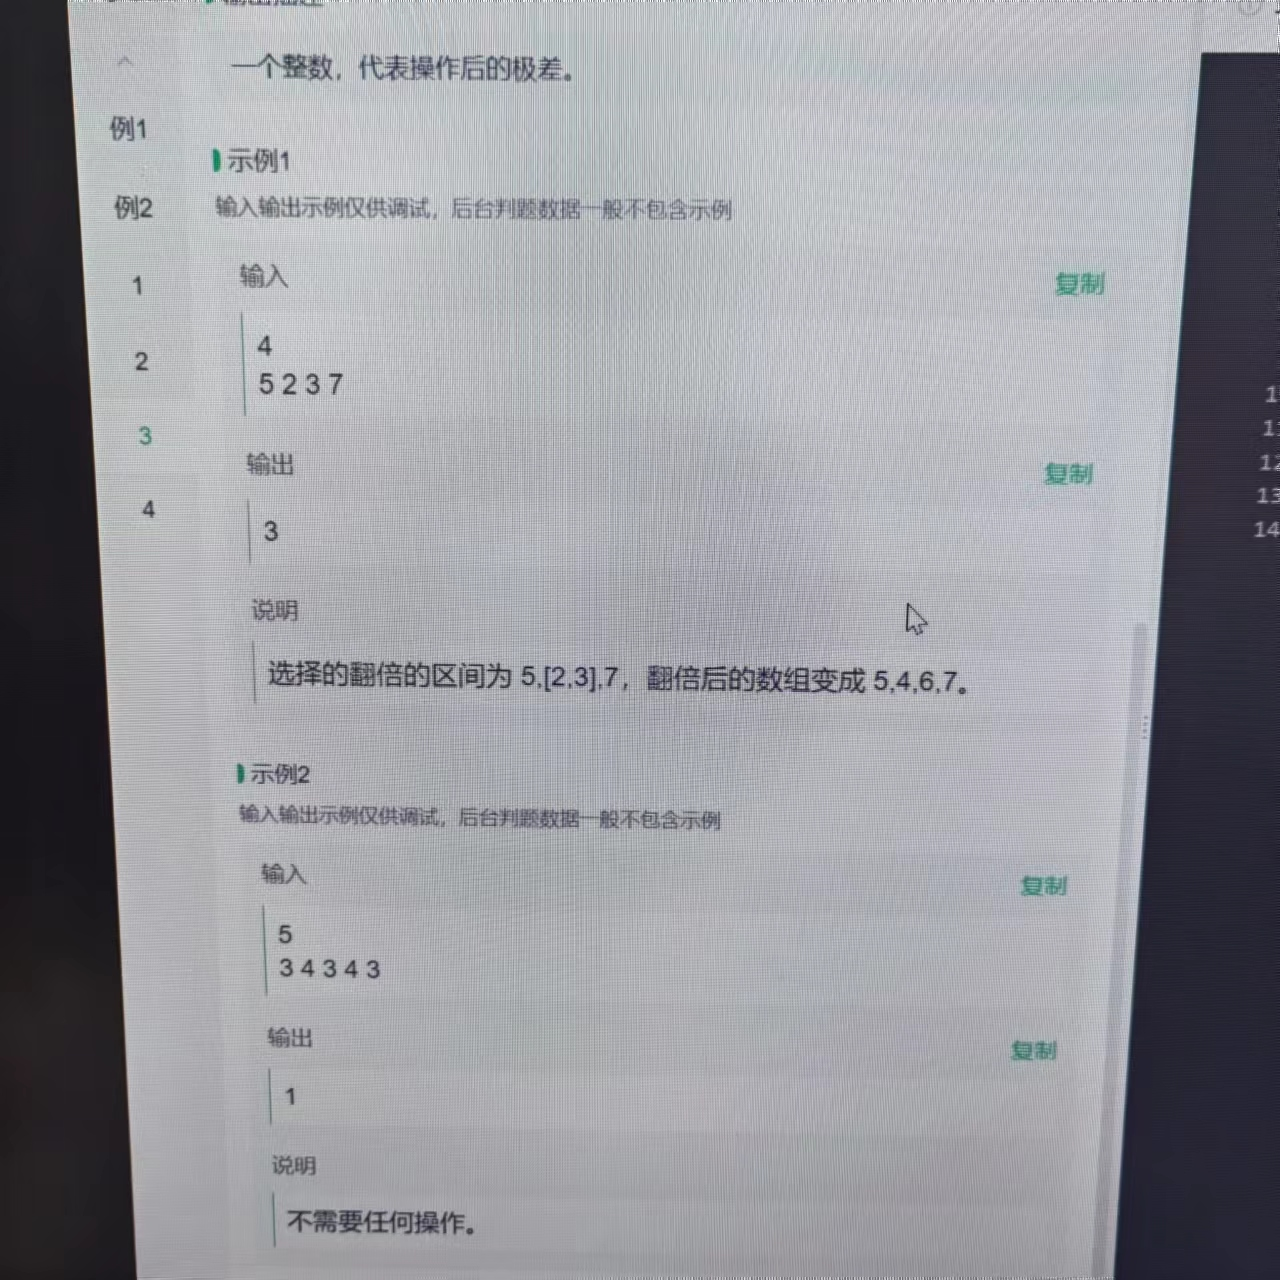 一个整数，代表操作后的极差。
例1
示例1
例2
输入输出示例仅供调试，后台判题数据一般不包含示例
1
输入
复制
2
4
5 2 3 7
3
输出
复制
4
3
说明
选择的翻倍的区间为 5,[2,3],7，翻倍后的数组变成 5,4,6,7。
示例2
输入输出示例仅供调试，后台判题数据一般不包含示例
输入
复制
5
3 4 3 4 3
输出
复制
1
说明
不需要任何操作。
12
13
14